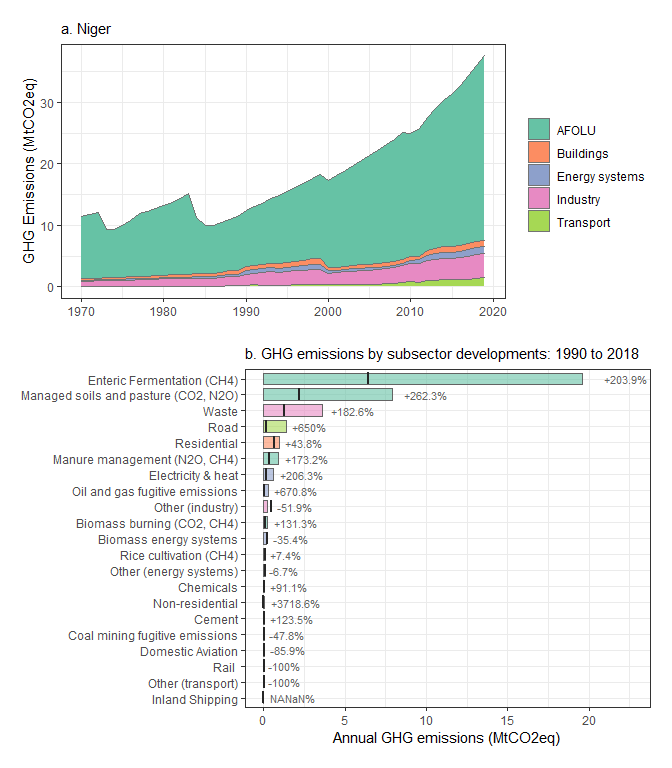 a. Niger
GHG Emissions (MtCO2eq)
30
20
10
0
1970
1980
1990
2000
2010
2020
AFOLU
Buildings
Energy systems
Industry
Transport
b. GHG emissions by subsector developments: 1990 to 2018
Enteric Fermentation (CH4) +203.9%
Managed soils and pasture (CO2, N2O) +262.3%
Waste +182.6%
Road +650%
Residential +43.8%
Manure management (N2O, CH4) +173.2%
Electricity & heat +206.3%
Oil and gas fugitive emissions +670.8%
Other (industry) -51.9%
Biomass burning (CO2, CH4) +131.3%
Biomass energy systems -35.4%
Rice cultivation (CH4) +7.4%
Other (energy systems) -6.7%
Chemicals +91.1%
Non-residential +3718.6%
Cement +123.5%
Coal mining fugitive emissions -47.8%
Domestic Aviation -85.9%
Rail -100%
Other (transport) -100%
Inland Shipping NANaN%
0
5
10
15
20
Annual GHG emissions (MtCO2eq)